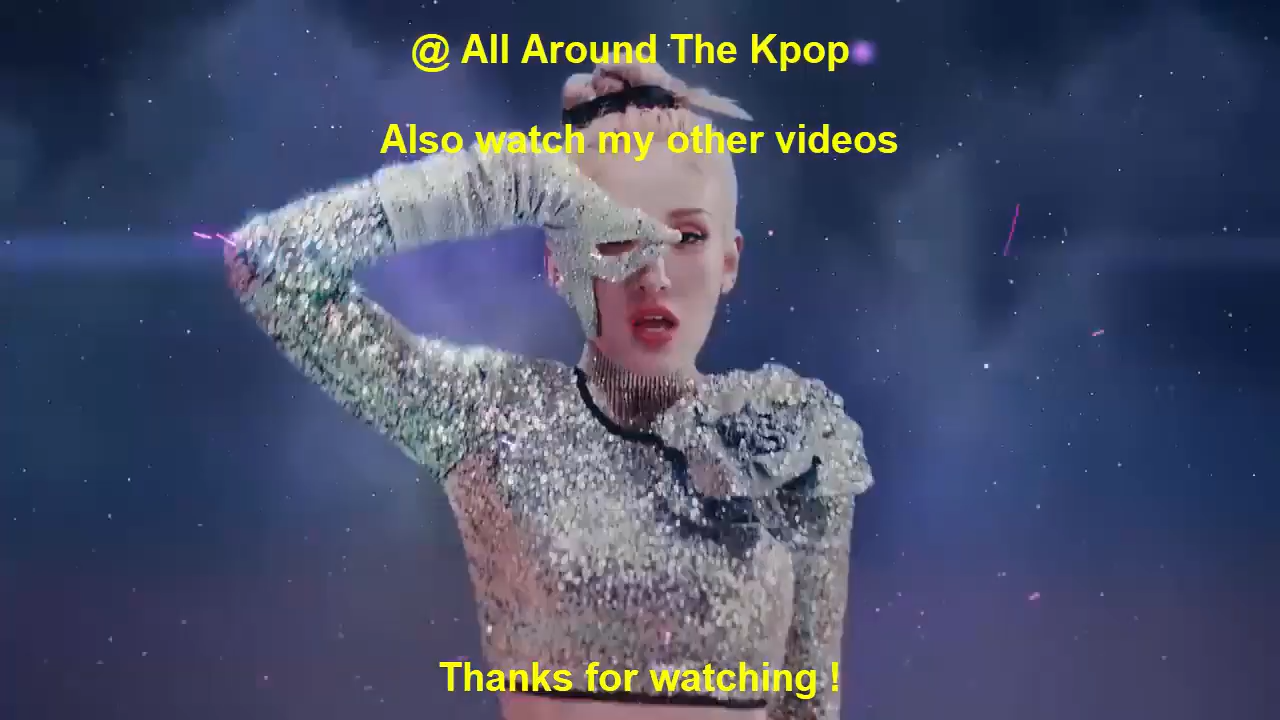 @ All Around The Kpop
Also watch my other videos
Thanks for watching !